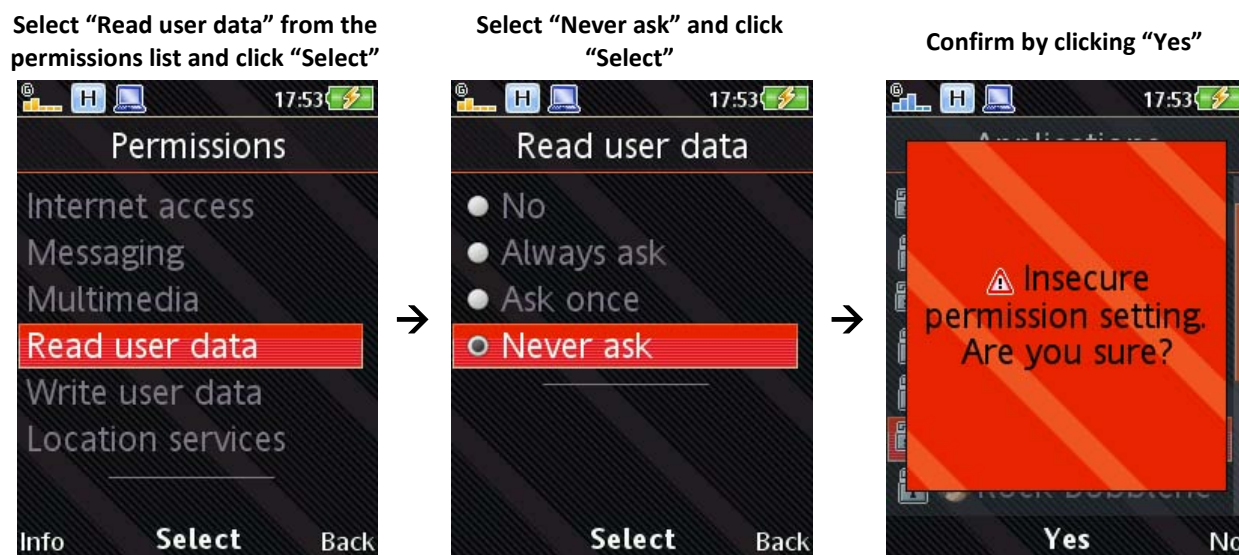 Select “Read user data” from the
permissions list and click “Select”
Select “Never ask” and click
“Select”
Confirm by clicking “Yes”
G
H
17:53
Permissions
Internet access
Messaging
Multimedia
Read user data
Write user data
Location services
Info Select Back
→
G
H
17:53
Read user data
No
Always ask
Ask once
Never ask
Select Back
→
G
H
17:53
Applications
Insecure
permission setting.
Are you sure?
Yes No